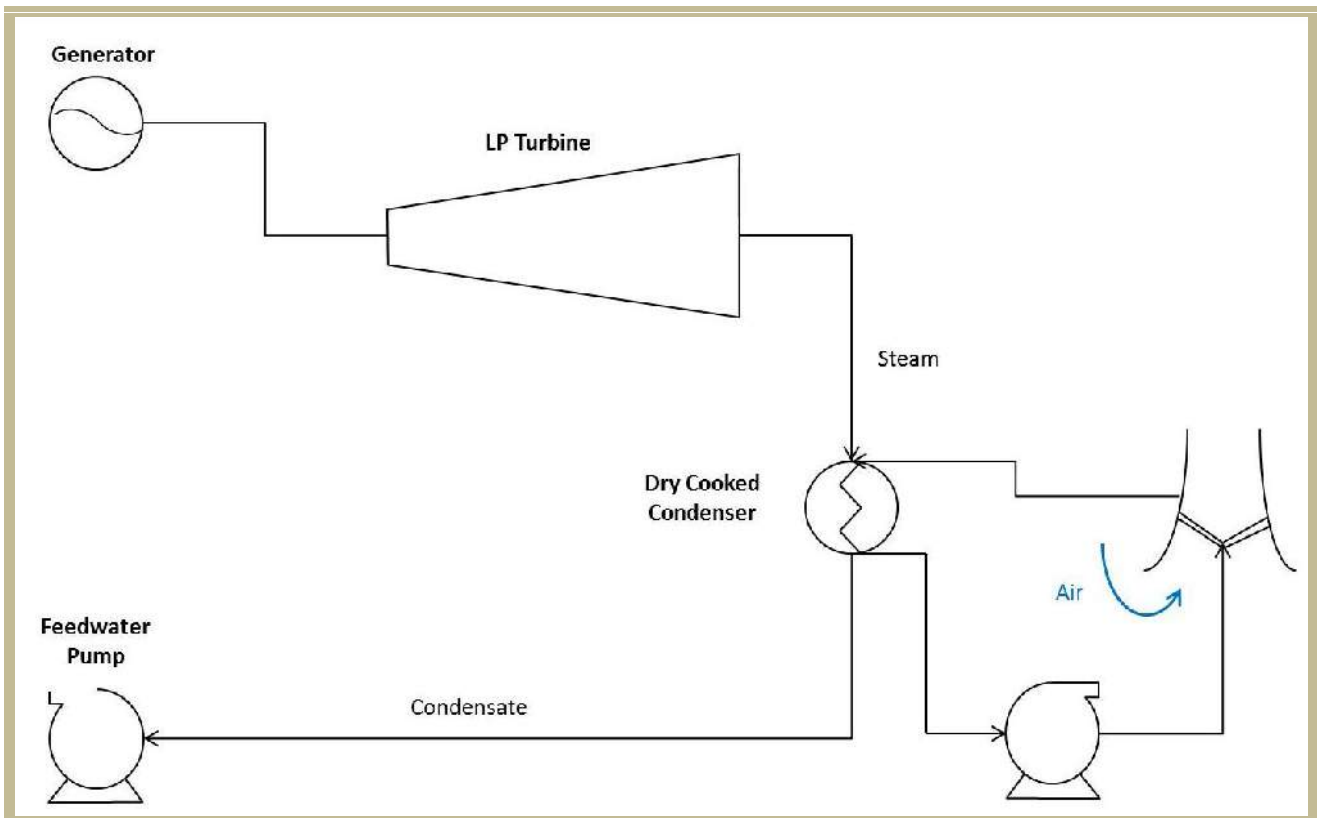 Generator
LP Turbine
Steam
Dry Cooked
Condenser
Air
Feedwater
Pump
Condensate